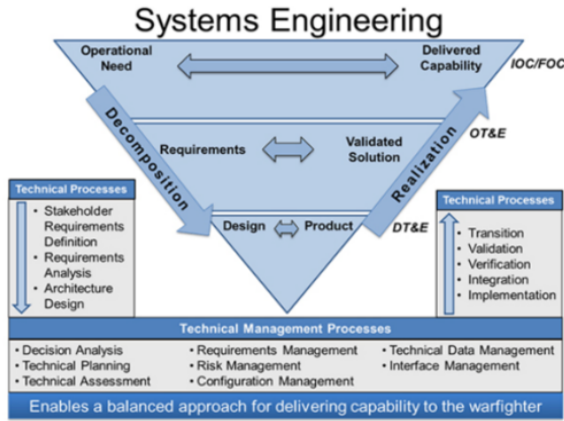 Systems Engineering
Operational
Need
Delivered
Capability
IOC/FOC
Decomposition
Realization
OT&E
Requirements
Validated
Solution
Design
Product
DT&E
Technical Processes
• Stakeholder
Requirements
Definition
• Requirements
Analysis
• Architecture
Design
Technical Processes
• Transition
• Validation
• Verification
• Integration
• Implementation
Technical Management Processes
• Decision Analysis
• Technical Planning
• Technical Assessment
• Requirements Management
• Risk Management
• Configuration Management
• Technical Data Management
• Interface Management
Enables a balanced approach for delivering capability to the warfighter